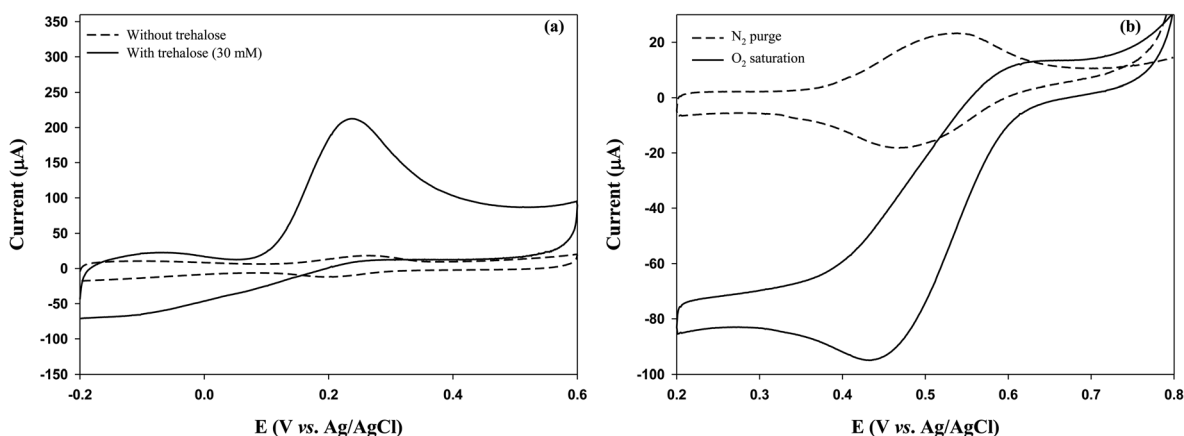 (a)
Without trehalose
With trehalose (30 mM)
Current (µA)
350
300
250
200
150
100
50
0
-50
-100
-150
-0.2 0.0 0.2 0.4 0.6
E (V vs. Ag/AgCl)
(b)
N₂ purge
O₂ saturation
Current (µA)
20
0
-20
-40
-60
-80
-100
0.2 0.3 0.4 0.5 0.6 0.7 0.8
E (V vs. Ag/AgCl)